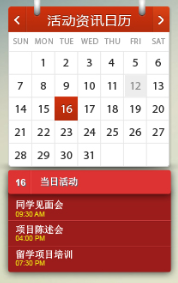 活动资讯日历
SUN MON TUE WED THU FRI SAT
1 2 3 4 5 6
7 8 9 10 11 12 13
14 15 16 17 18 19 20
21 22 23 24 25 26 27
28 29 30 31
16 当日活动
同学见面会
09:30 AM
项目陈述会
04:00 PM
留学项目培训
07:30 PM